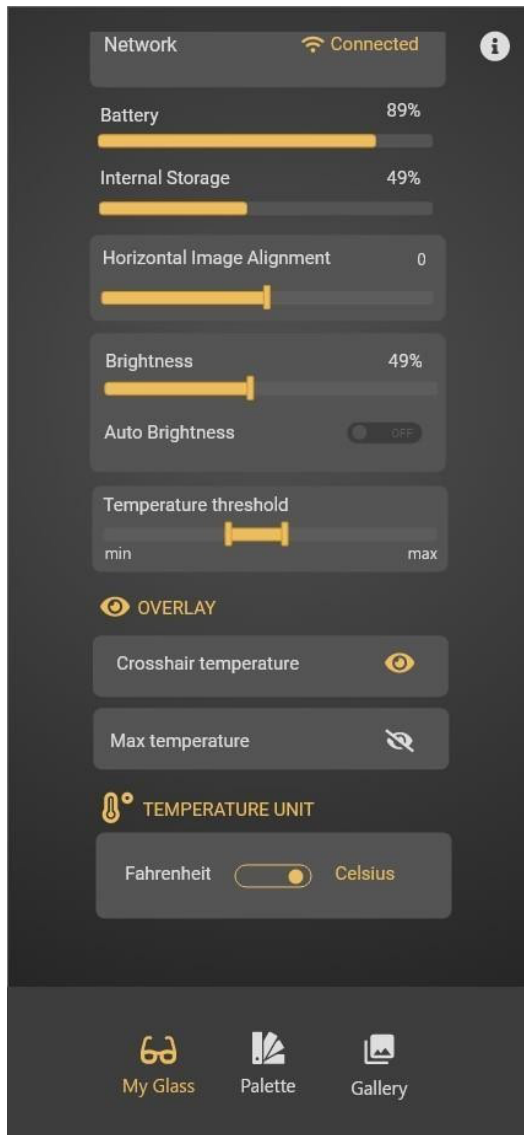 Network Connected
Battery 89%
Internal Storage 49%
Horizontal Image Alignment 0
Brightness 49%
Auto Brightness OFF
Temperature threshold
min max
OVERLAY
Crosshair temperature
Max temperature
TEMPERATURE UNIT
Fahrenheit Celsius
My Glass Palette Gallery